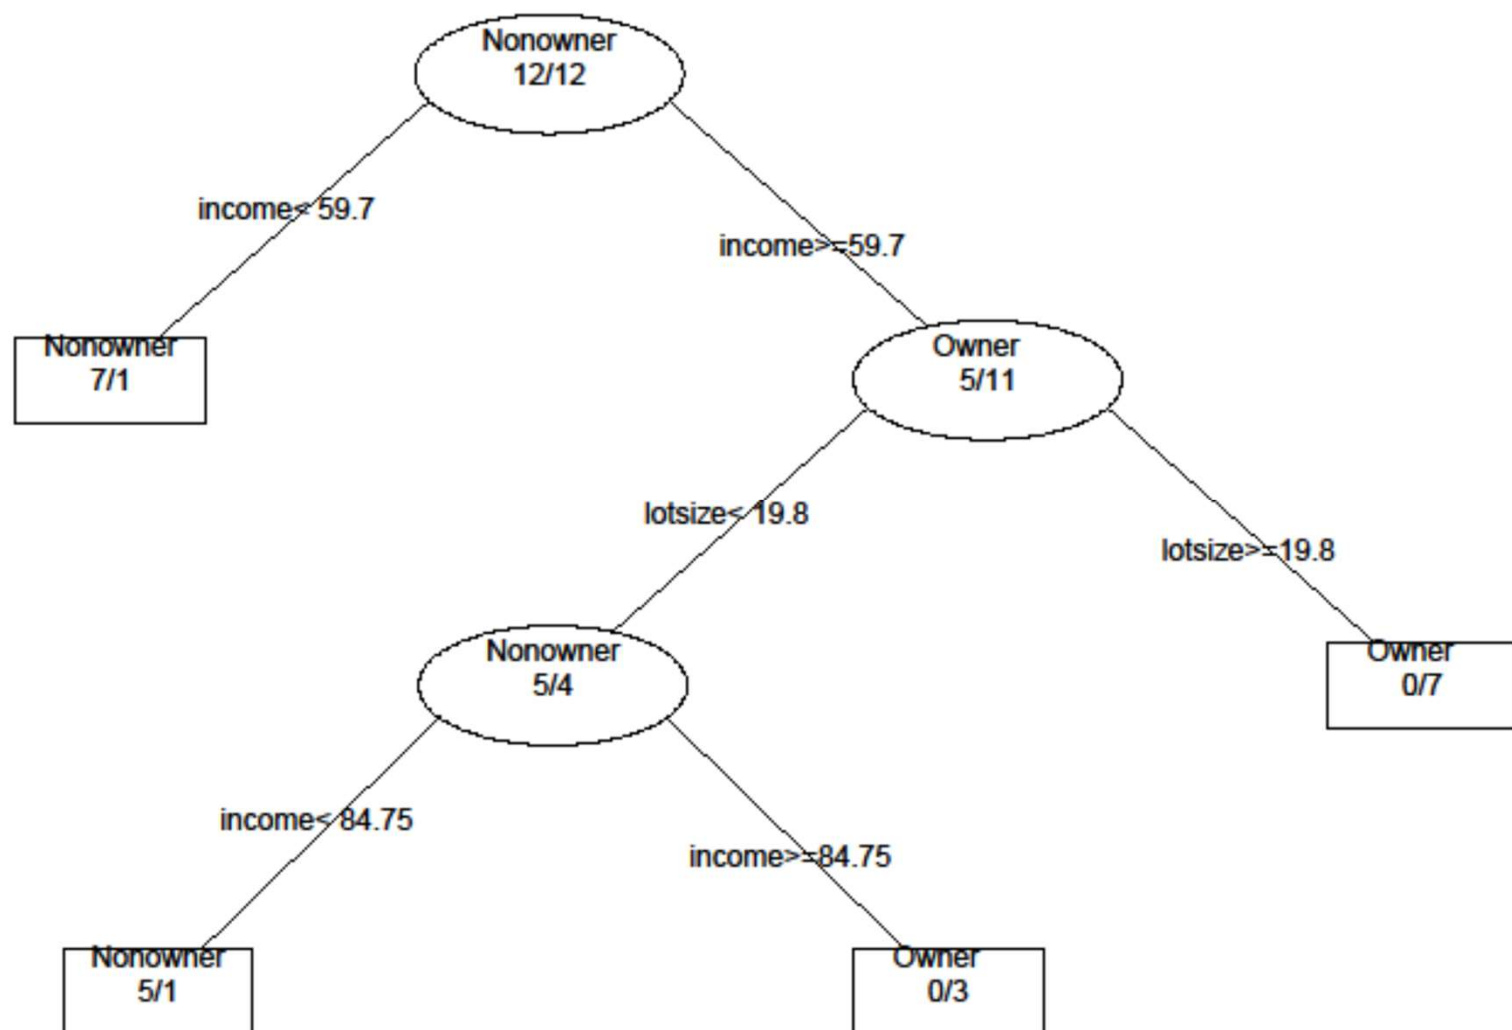 Nonowner
12/12
income< 59.7
income>=59.7
Nonowner
7/1
Owner
5/11
lotsize< 19.8
lotsize>=19.8
Nonowner
5/4
Owner
0/7
income< 84.75
income>=84.75
Nonowner
5/1
Owner
0/3